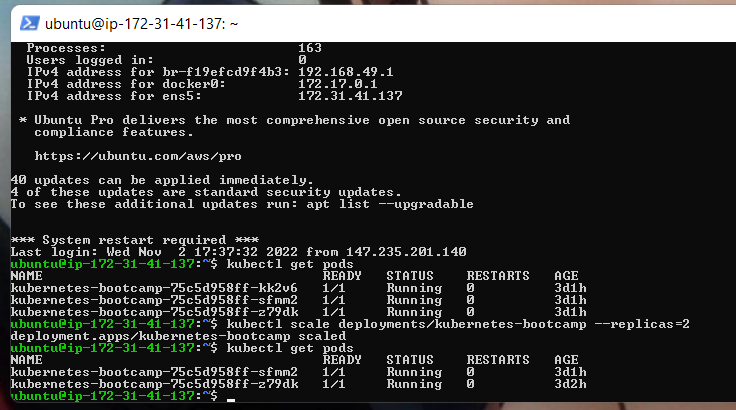 ubuntu@ip-172-31-41-137: ~
Processes: 163
Users logged in: 0
IPv4 address for br-f19efcd9f4b3: 192.168.49.1
IPv4 address for docker0: 172.17.0.1
IPv4 address for ens5: 172.31.41.137
* Ubuntu Pro delivers the most comprehensive open source security and
compliance features.
https://ubuntu.com/aws/pro
40 updates can be applied immediately.
4 of these updates are standard security updates.
To see these additional updates run: apt list --upgradable
*** System restart required ***
Last login: Wed Nov  2 17:37:32 2022 from 147.235.201.140
ubuntu@ip-172-31-41-137:~$ kubectl get pods
NAME READY STATUS RESTARTS AGE
kubernetes-bootcamp-75c5d958ff-kk2v6 1/1 Running 0 3d1h
kubernetes-bootcamp-75c5d958ff-sfmm2 1/1 Running 0 3d1h
kubernetes-bootcamp-75c5d958ff-z79dk 1/1 Running 0 3d1h
ubuntu@ip-172-31-41-137:~$ kubectl scale deployments/kubernetes-bootcamp --replicas=2
deployment.apps/kubernetes-bootcamp scaled
ubuntu@ip-172-31-41-137:~$ kubectl get pods
NAME READY STATUS RESTARTS AGE
kubernetes-bootcamp-75c5d958ff-sfmm2 1/1 Running 0 3d1h
kubernetes-bootcamp-75c5d958ff-z79dk 1/1 Running 0 3d2h
ubuntu@ip-172-31-41-137:~$